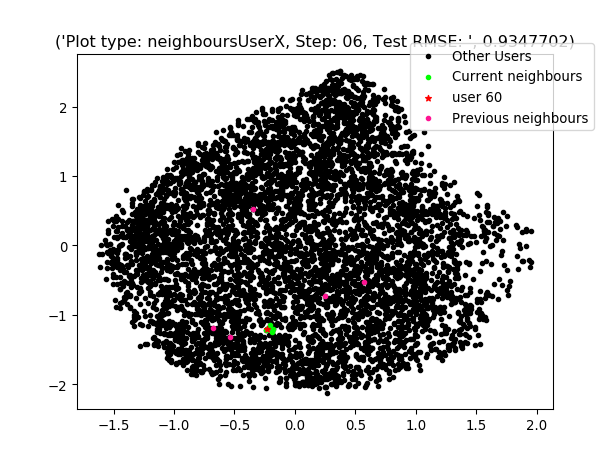 ('Plot type: neighboursUserX, Step: 06, Test RMSE: ', 0.9347702)
Other Users
Current neighbours
user 60
Previous neighbours
2
1
0
−1
−2
−1.5 −1.0 −0.5 0.0 0.5 1.0 1.5 2.0